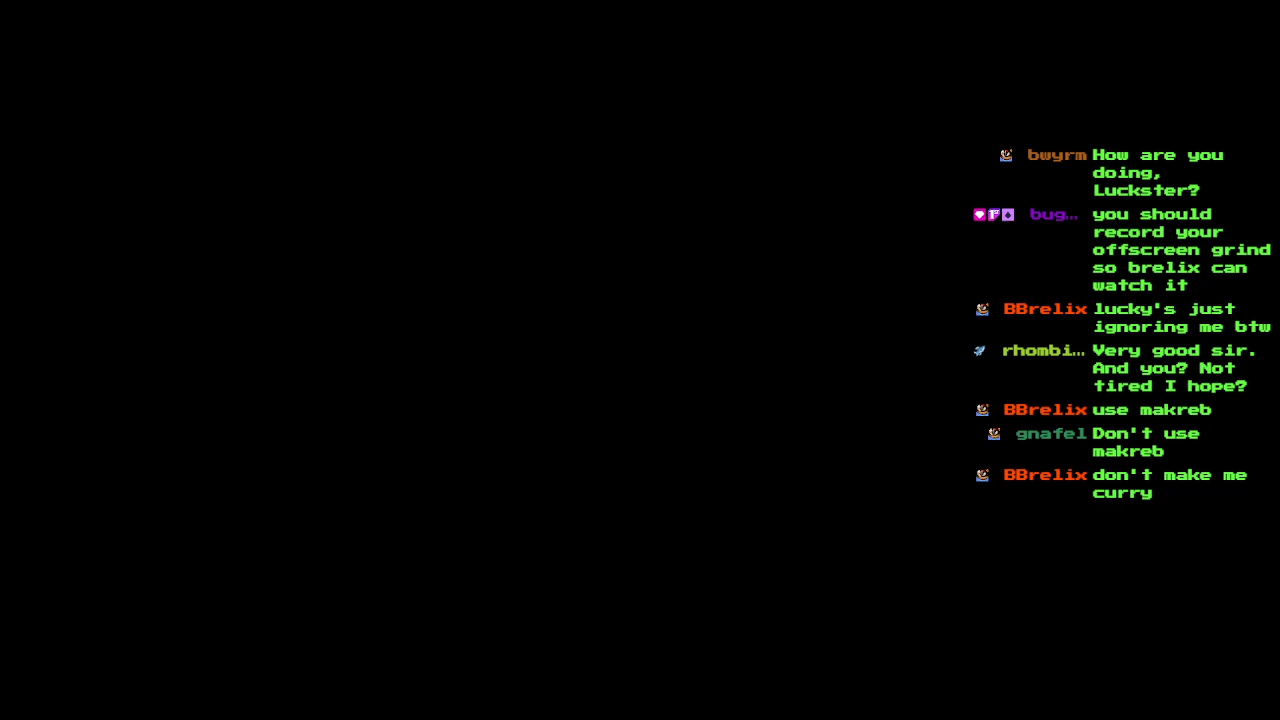 bwyrm How are you
doing,
Luckster?
bug... you should
record your
offscreen grind
so brelix can
watch it
BBrelix lucky's just
ignoring me btw
rhombi... Very good sir.
And you? Not
tired I hope?
BBrelix use makreb
gnafel Don't use
makreb
BBrelix don't make me
curry